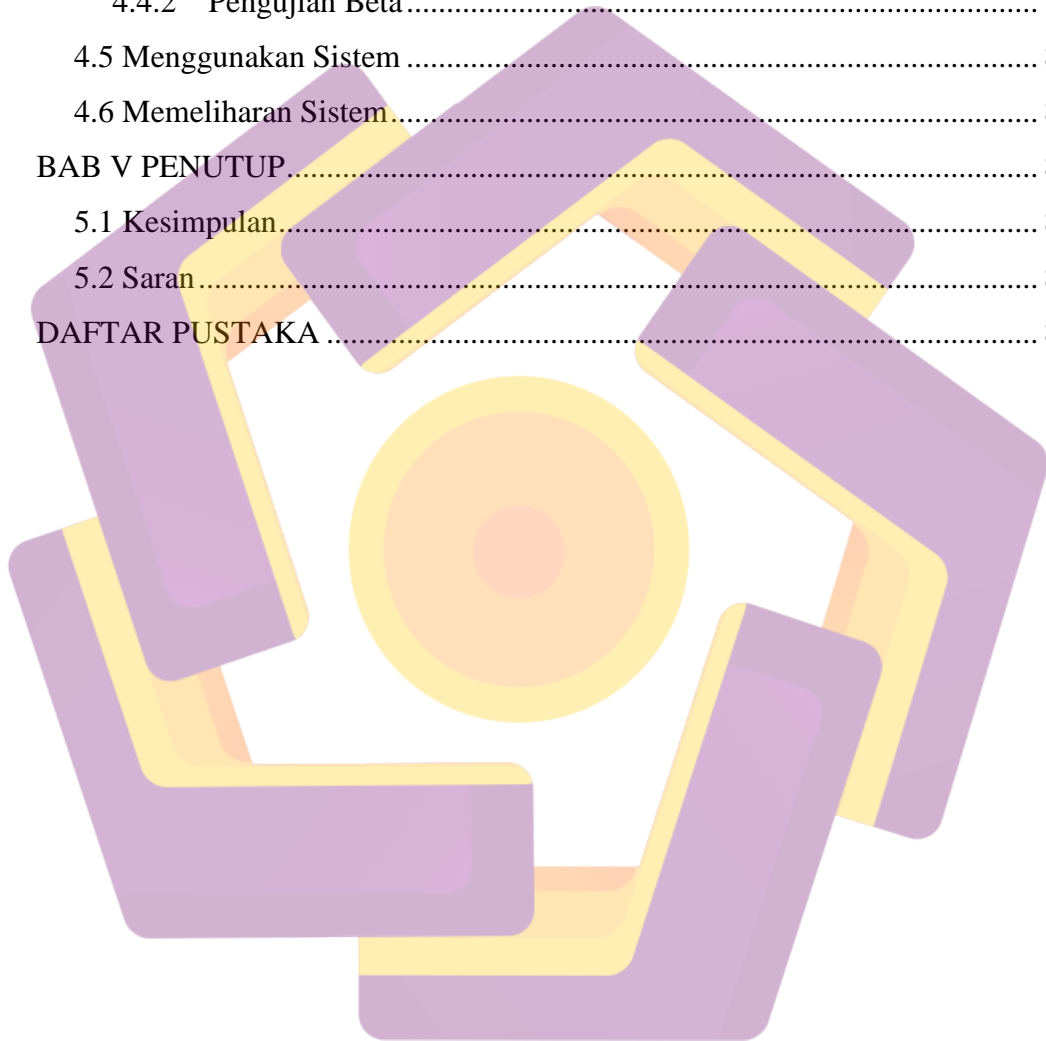 4.4.2 Pengujian Beta........................................................................
4.5 Menggunakan Sistem........................................................................
4.6 Memeliharan Sistem........................................................................
BAB V PENUTUP........................................................................
5.1 Kesimpulan........................................................................
5.2 Saran........................................................................
DAFTAR PUSTAKA........................................................................